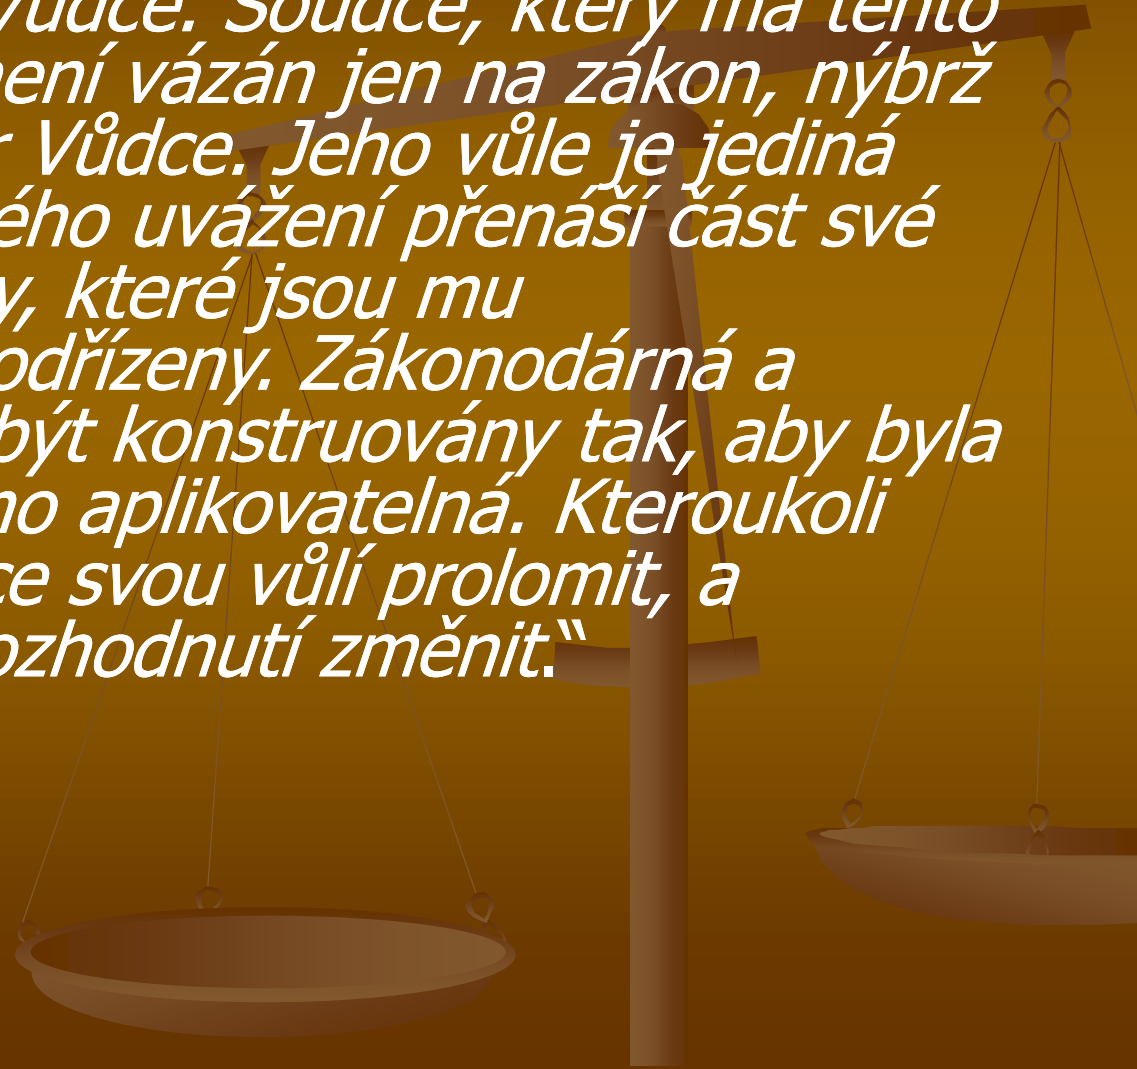 Vůdce. Soudce, který má tento
není vázán jen na zákon, nýbrž
r Vůdce. Jeho vůle je jediná
ého uvážení přenáší část své
y, které jsou mu
odřízeny. Zákonodárná a
být konstruovány tak, aby byla
mo aplikovatelná. Kteroukoli
ce svou vůlí prolomit, a
ozhodnutí změnit.“